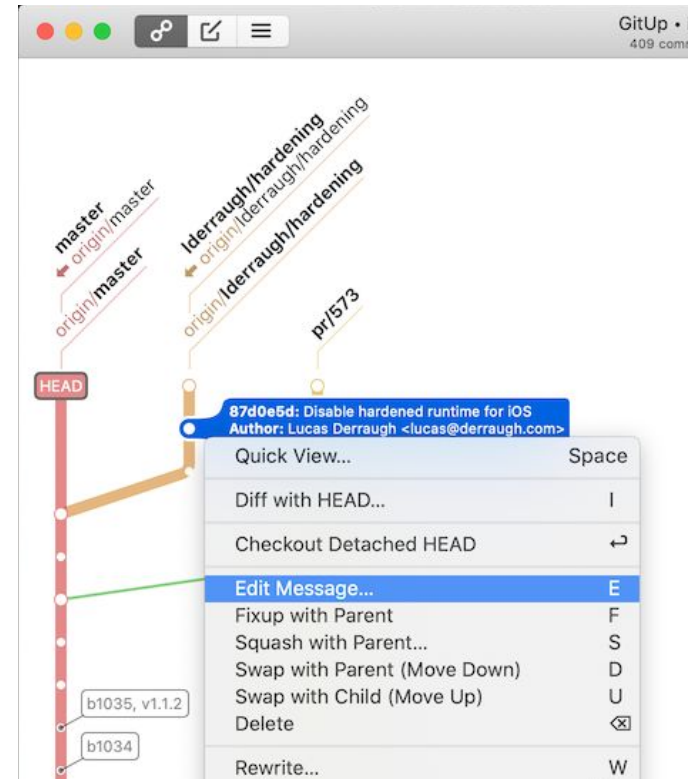 GitUp •
409 comm
master
origin/master
origin/master
lderraugh/hardening
origin/lderraugh/hardening
origin/lderraugh/hardening
pr/573
HEAD
87d0e5d: Disable hardened runtime for iOS
Author: Lucas Derraugh <lucas@derraugh.com>
Quick View... Space
Diff with HEAD... I
Checkout Detached HEAD ↩
Edit Message... E
Fixup with Parent F
Squash with Parent... S
Swap with Parent (Move Down) D
Swap with Child (Move Up) U
Delete ⌫
Rewrite... W
b1035, v1.1.2
b1034